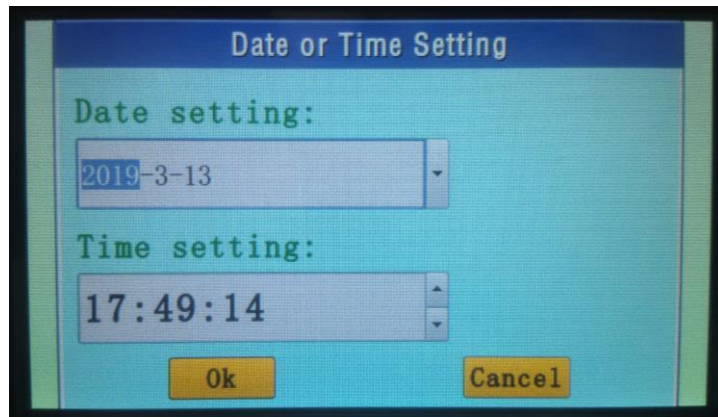 Date or Time Setting
Date setting:
2019-3-13
Time setting:
17:49:14
Ok
Cancel